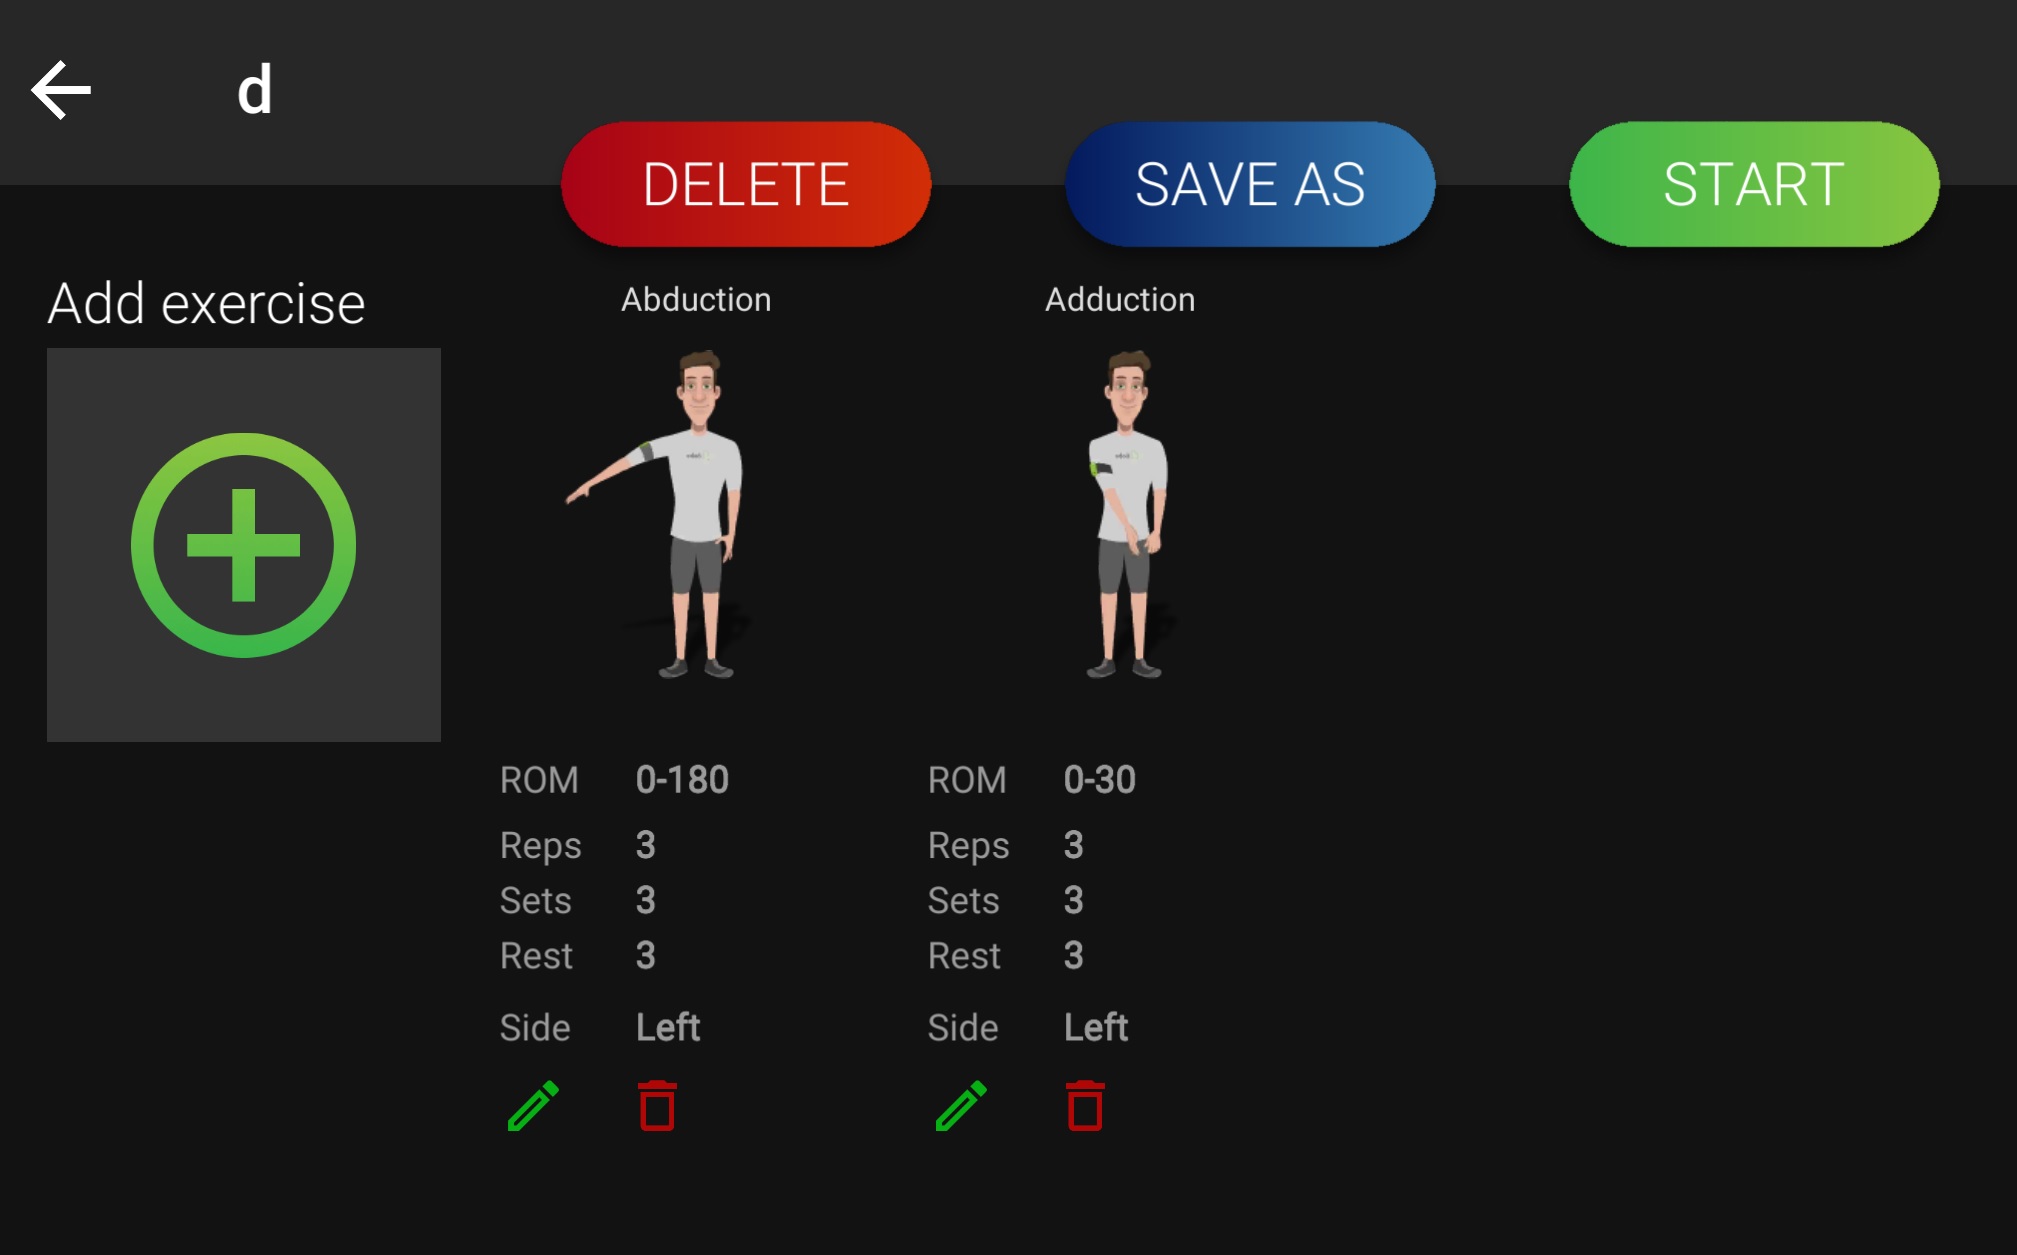 d
DELETE
SAVE AS
START
Add exercise
Abduction
Adduction
ROM 0-180
Reps 3
Sets 3
Rest 3
Side Left
ROM 0-30
Reps 3
Sets 3
Rest 3
Side Left